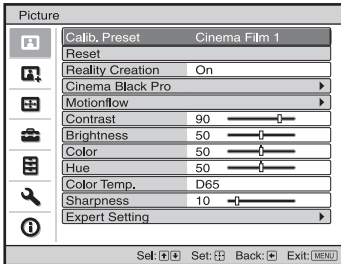 Picture
Calib. Preset Cinema Film 1
Reset
Reality Creation On
Cinema Black Pro
Motionflow
Contrast 90
Brightness 50
Color 50
Hue 50
Color Temp. D65
Sharpness 10
Expert Setting
Sel: Set: Back: Exit: MENU